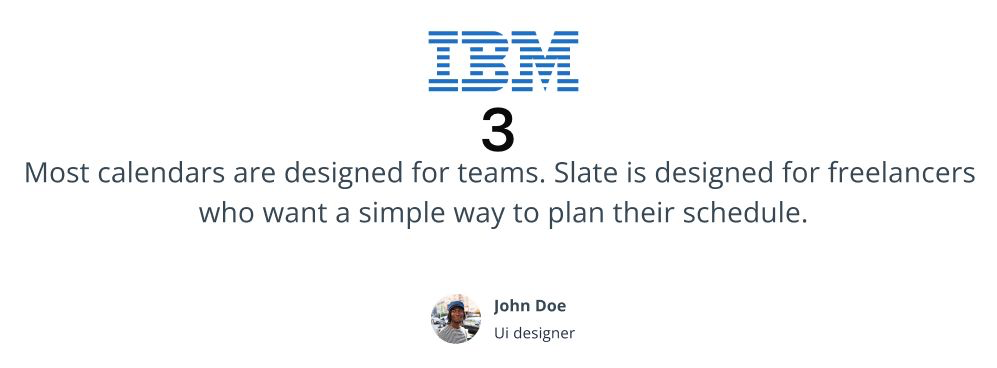 IBM
3
Most calendars are designed for teams. Slate is designed for freelancers
who want a simple way to plan their schedule.
John Doe
Ui designer